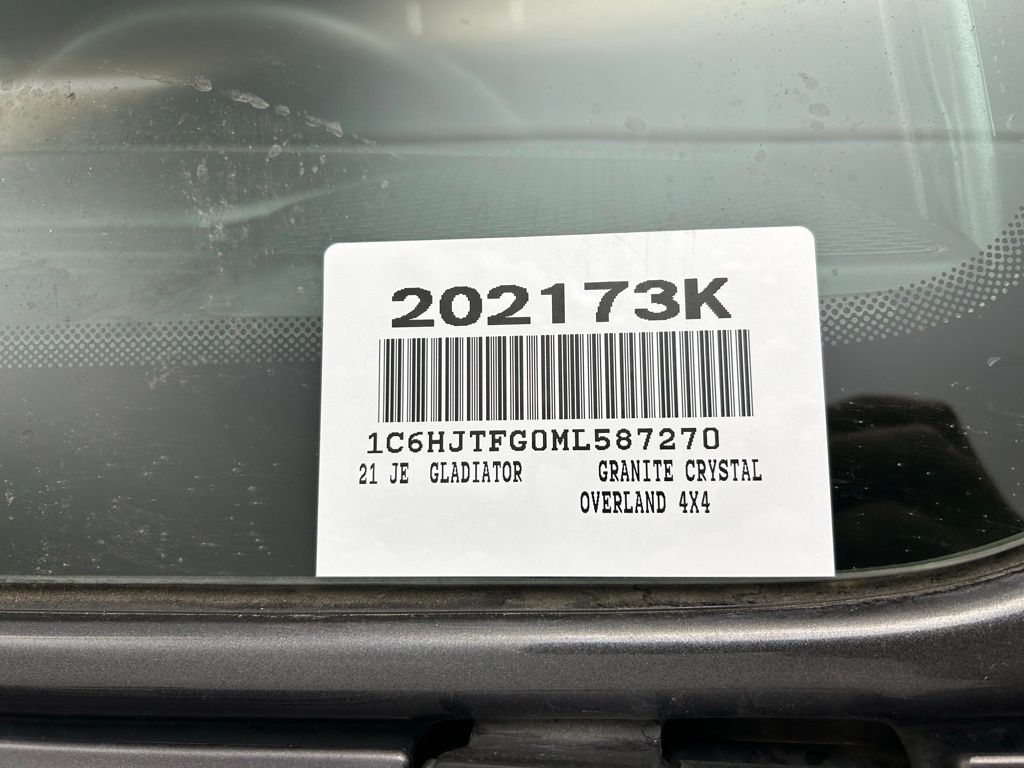 202173K
1C6HJTFG0ML587270
21 JE GLADIATOR GRANITE CRYSTAL
OVERLAND 4X4